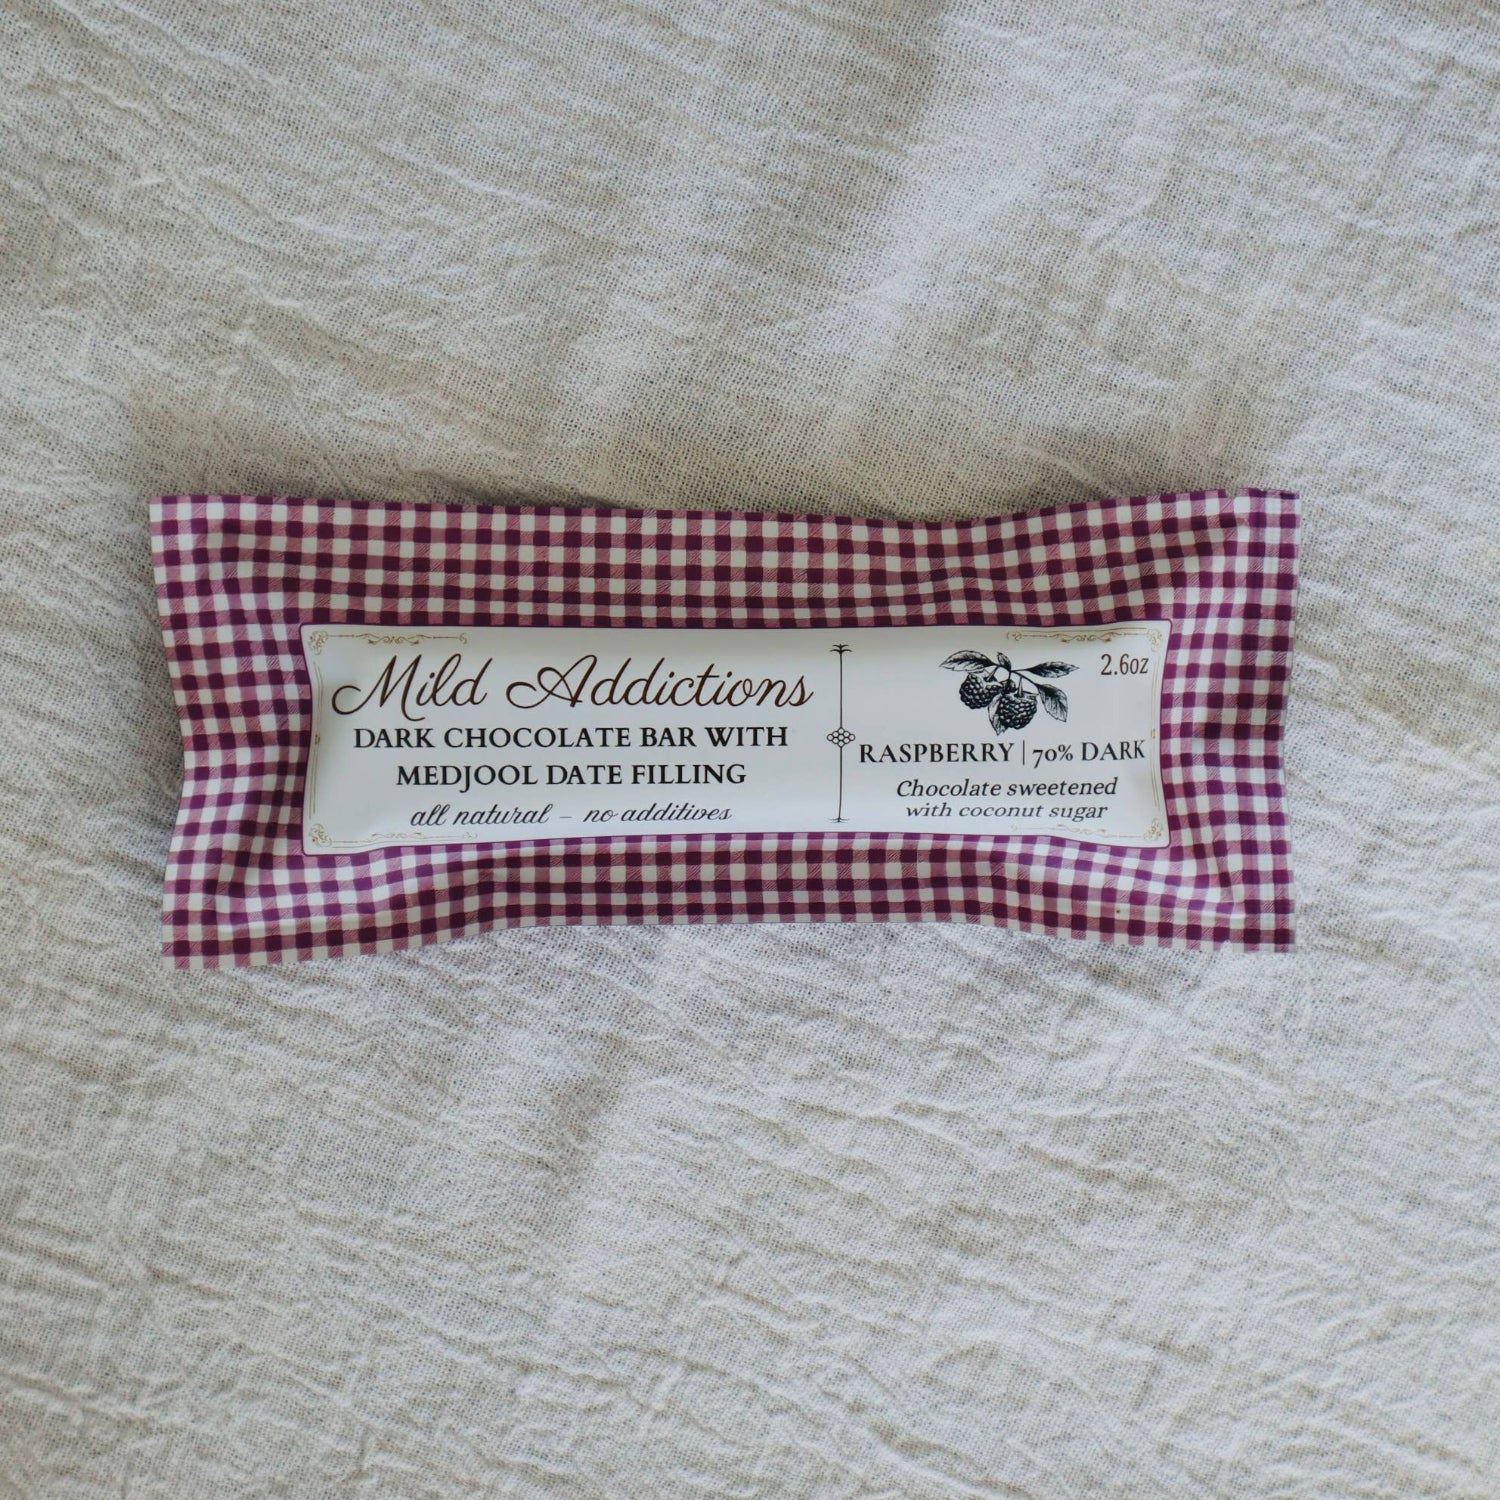 Mild Addictions
DARK CHOCOLATE BAR WITH
MEDJOOL DATE FILLING
all natural – no additives
2.6oz
RASPBERRY | 70% DARK
Chocolate sweetened
with coconut sugar